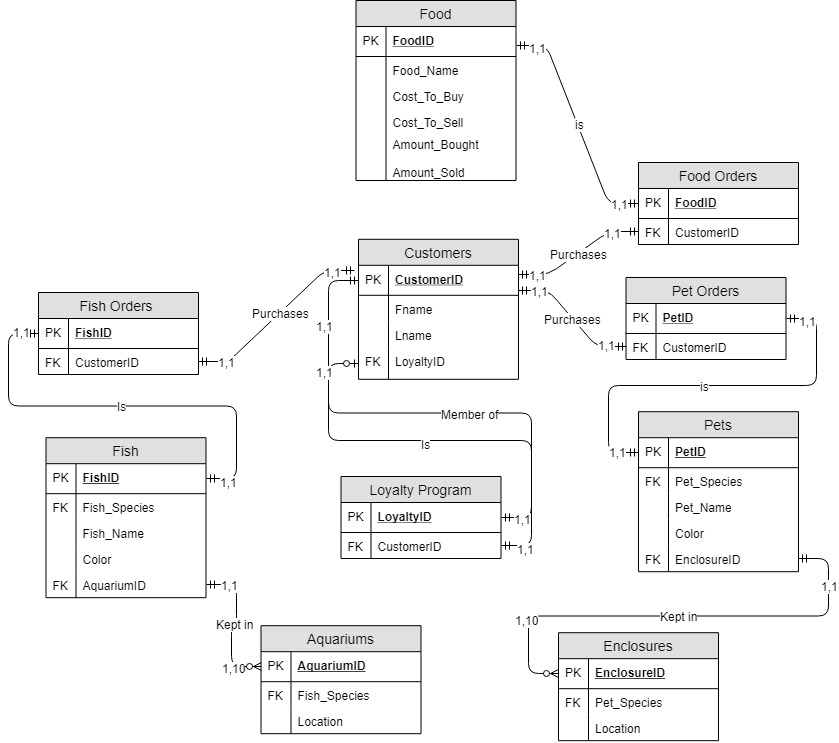 Food
PK FoodID
Food_Name
Cost_To_Buy
Cost_To_Sell
Amount_Bought
Amount_Sold
1,1
is
1,1
Food Orders
PK FoodID
FK CustomerID
1,1
Purchases
1,1
Customers
PK CustomerID
Fname
Lname
FK LoyaltyID
1,1
Purchases
1,1
Pet Orders
PK PetID
FK CustomerID
1,1
is
1,1
Pets
PK PetID
FK Pet_Species
Pet_Name
Color
FK EnclosureID
1,1
Kept in
1,10
Enclosures
PK EnclosureID
FK Pet_Species
Location
1,1
Purchases
1,1
Fish Orders
PK FishID
FK CustomerID
1,1
Is
1,1
Fish
PK FishID
FK Fish_Species
Fish_Name
Color
FK AquariumID
1,1
Kept in
1,10
Aquariums
PK AquariumID
FK Fish_Species
Location
1,1
1,1
Member of
Is
Loyalty Program
PK LoyaltyID
FK CustomerID
1,1
1,1